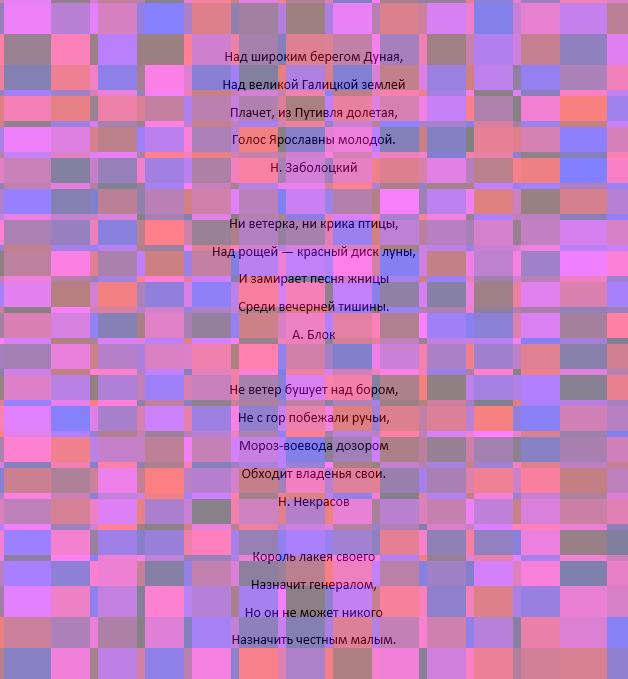 Над широким берегом Дуная,
Над великой Галицкой землей
Плачет, из Путивля долетая,
Голос Ярославны молодой.
Н. Заболоцкий
Ни ветерка, ни крика птицы,
Над рощей — красный диск луны,
И замирает песня жницы
Среди вечерней тишины.
А. Блок
Не ветер бушует над бором,
Не с гор побежали ручьи,
Мороз-воевода дозором
Обходит владенья свои.
Н. Некрасов
Король лакея своего
Назначит генералом,
Но он не может никого
Назначить честным малым.